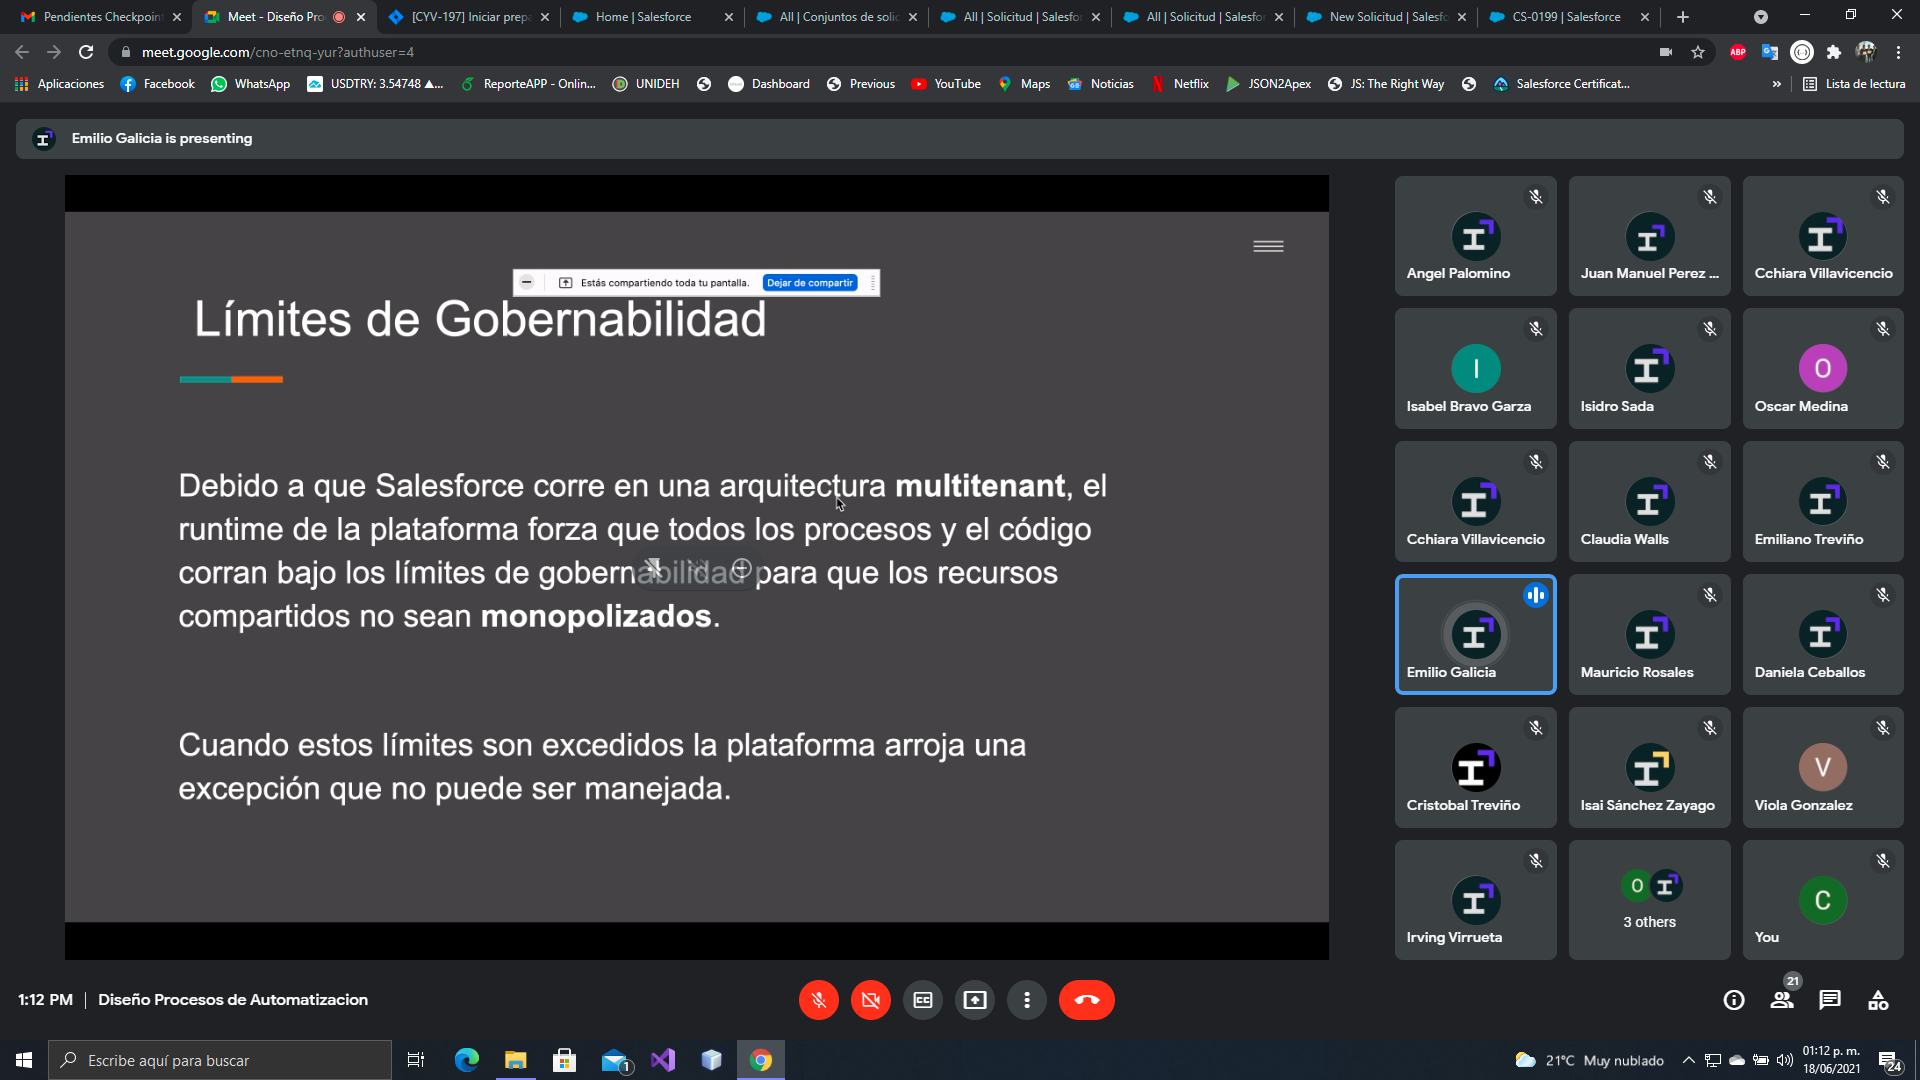 Pendientes Checkpoin
Meet - Diseño Pro
[CYV-197] Iniciar prep
Home | Salesforce
All | Conjuntos de solic
All | Solicitud | Salesfo
All | Solicitud | Salesfor
New Solicitud | Salesfo
CS-0199 | Salesforce
meet.google.com/cno-etnq-yur?authuser=4
ABP
Aplicaciones
Facebook
WhatsApp
USDTRY: 3.54748 ▲...
ReporteAPP - Onlin...
UNIDEH
Dashboard
Previous
YouTube
Maps
Noticias
Netflix
JSON2Apex
JS: The Right Way
Salesforce Certificat...
»
Lista de lectura
Emilio Galicia is presenting
Estás compartiendo toda tu pantalla.
Dejar de compartir
Límites de Gobernabilidad
Debido a que Salesforce corre en una arquitectura multitenant, el
runtime de la plataforma forza que todos los procesos y el código
corran bajo los límites de gobernabilidad para que los recursos
compartidos no sean monopolizados.
Cuando estos límites son excedidos la plataforma arroja una
excepción que no puede ser manejada.
Angel Palomino
Juan Manuel Perez ...
Cchiara Villavicencio
I
Isabel Bravo Garza
Isidro Sada
O
Oscar Medina
Cchiara Villavicencio
Claudia Walls
Emiliano Treviño
Emilio Galicia
Mauricio Rosales
Daniela Ceballos
Cristobal Treviño
Isai Sánchez Zayago
V
Viola Gonzalez
Irving Virrueta
O
3 others
C
You
1:12 PM | Diseño Procesos de Automatizacion
CC
21
Escribe aquí para buscar
1
21°C Muy nublado
01:12 p. m.
18/06/2021
24